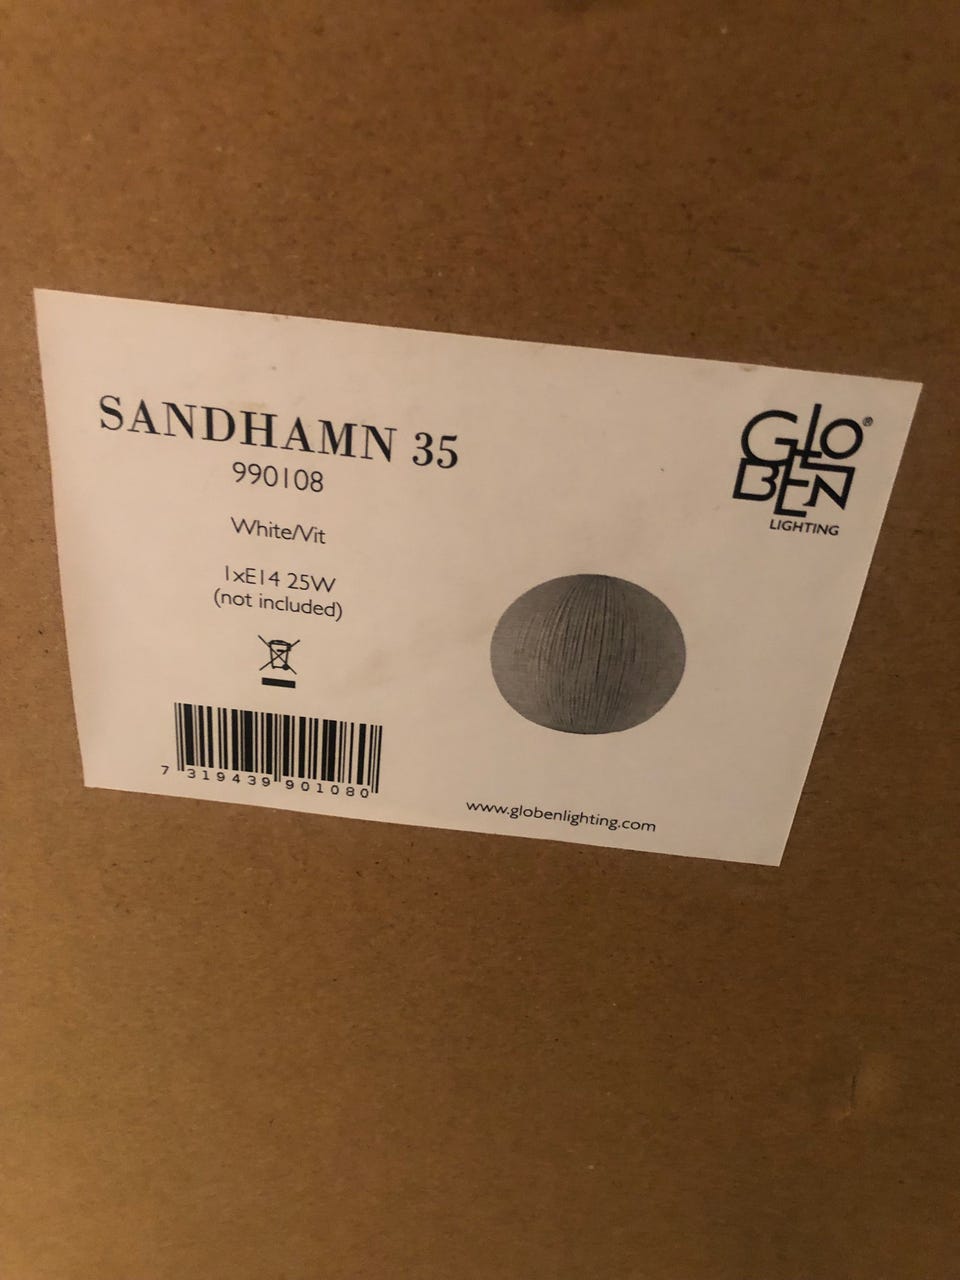 SANDHAMN 35
990108
White/Vit
1xE14 25W
(not included)
7 319439 901080
GLO®
BEN
LIGHTING
www.globenlighting.com